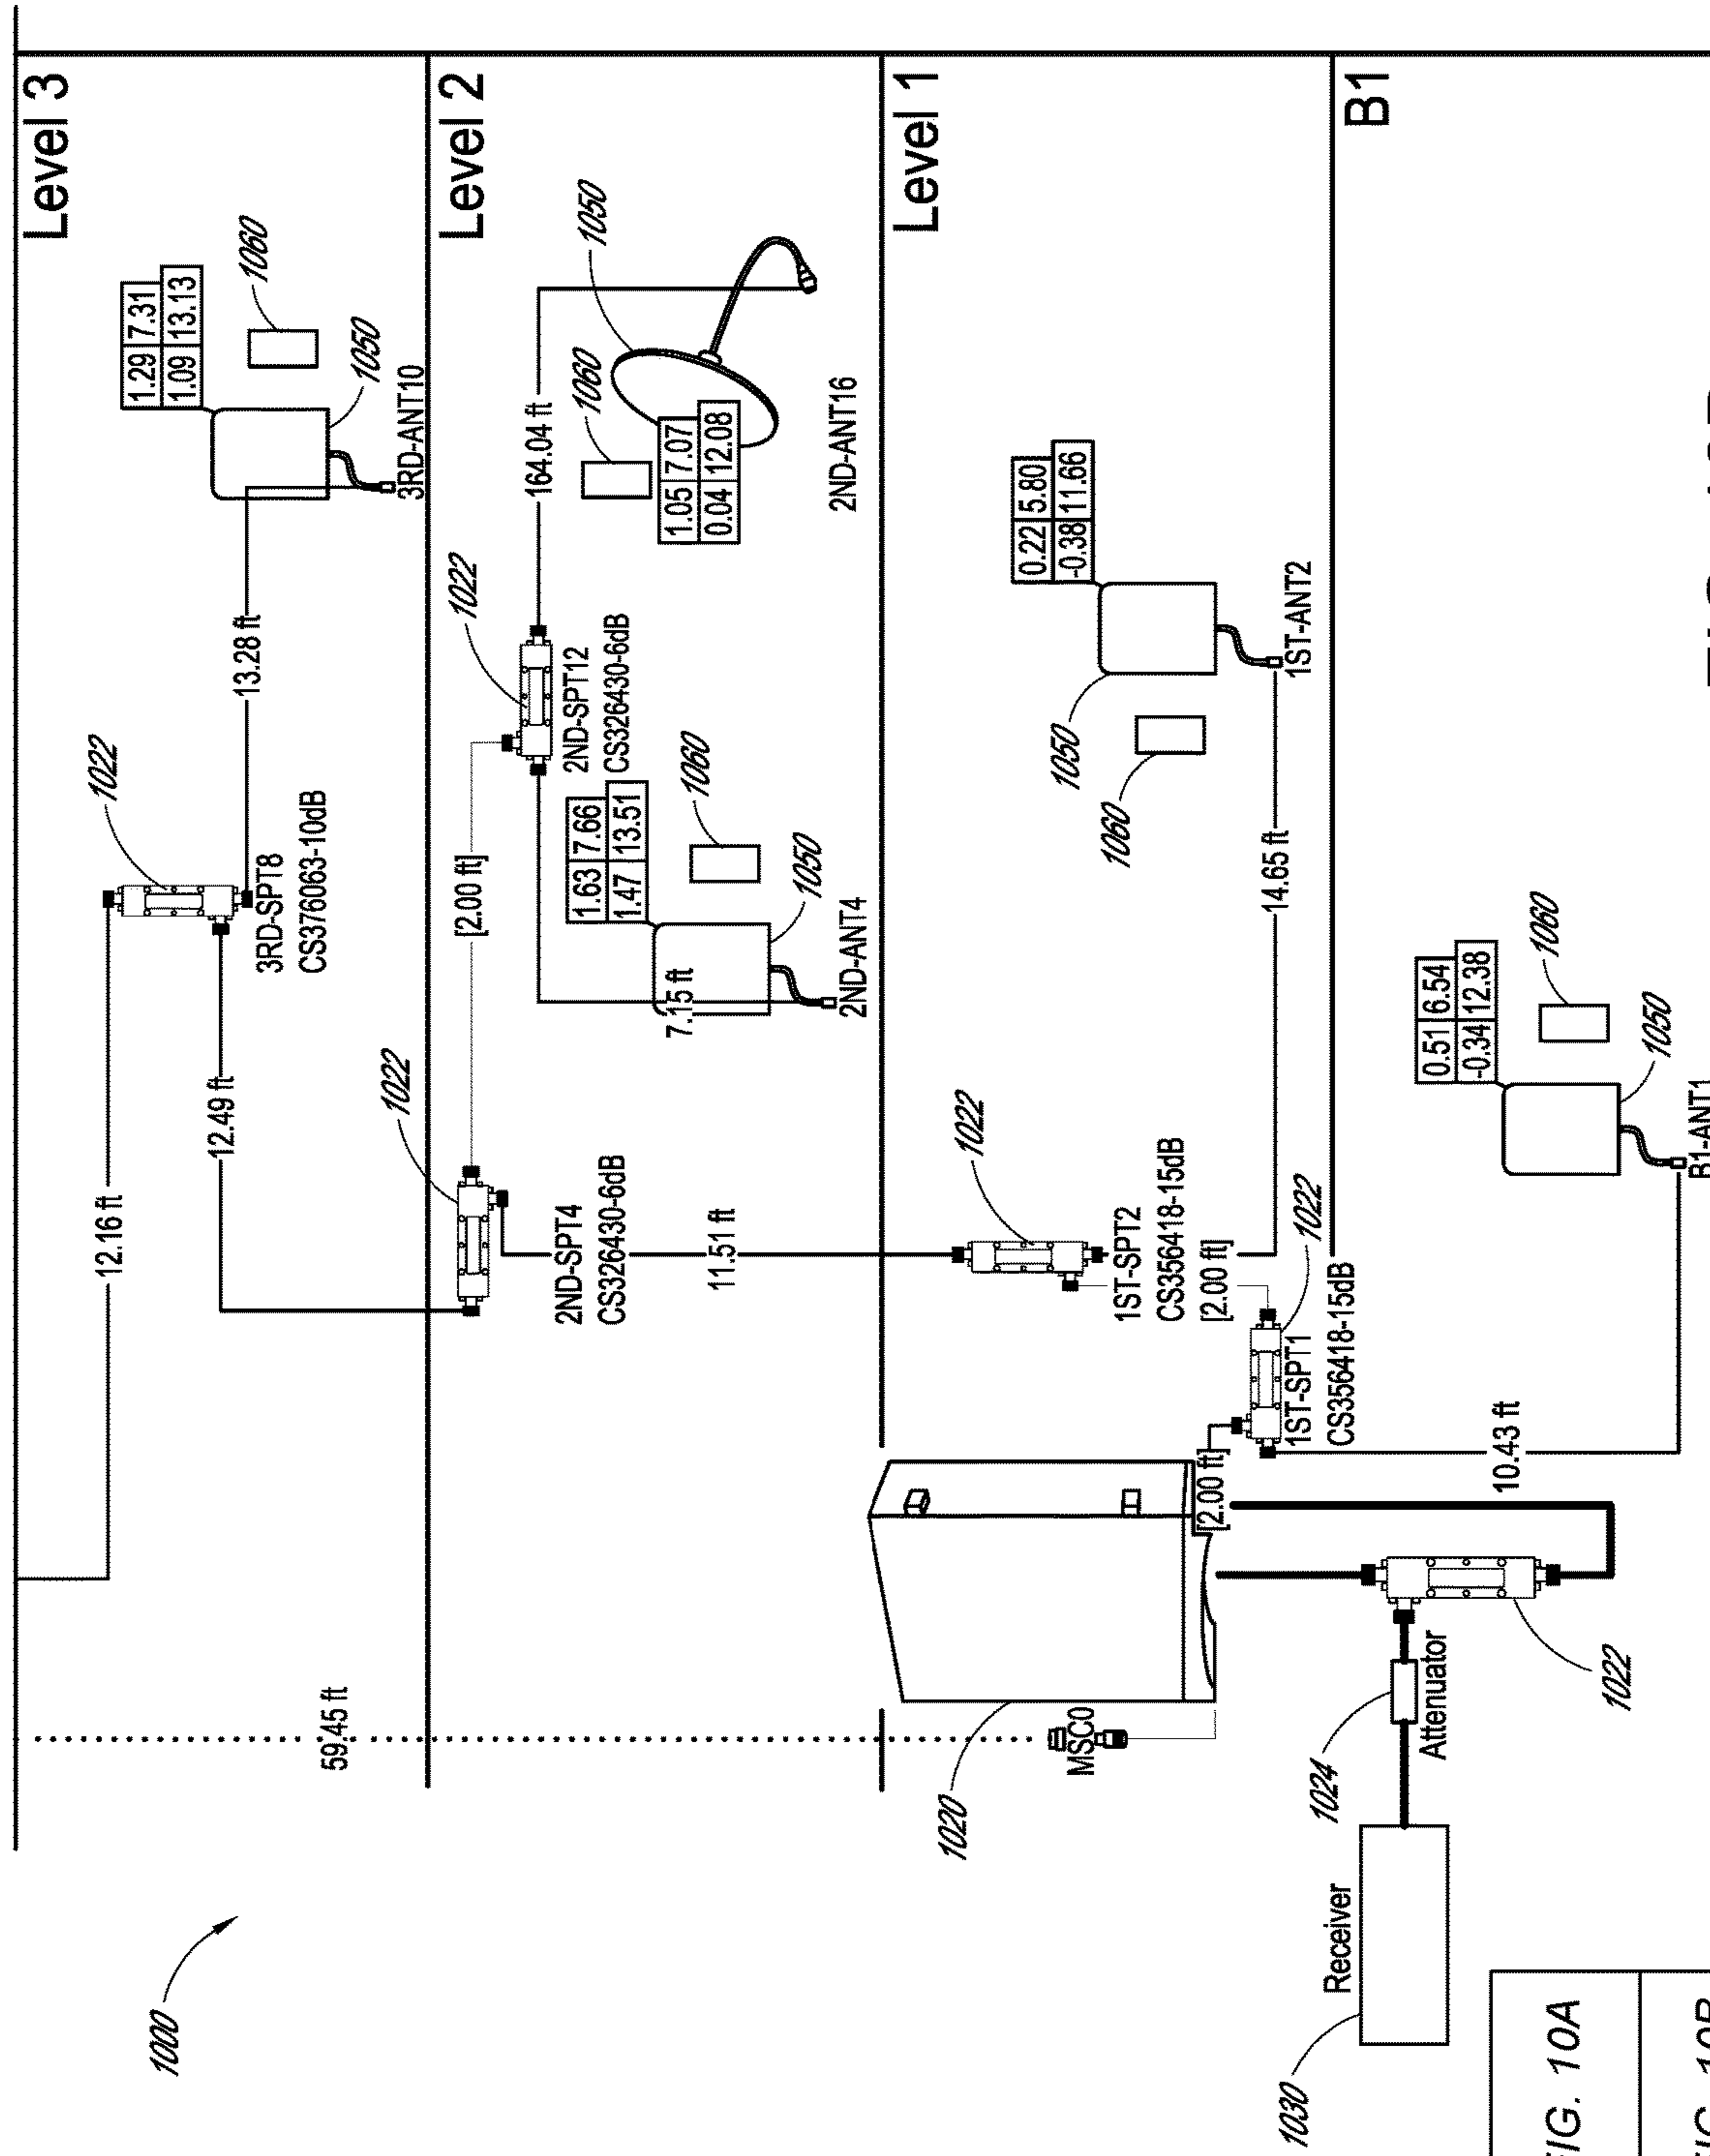 1000
Level 3
1.29 7.31
1.09 13.13
1060
1050
3RD-ANT10
13.28 ft
1022
3RD-SPT8
CS376063-10dB
12.16 ft
12.49 ft
59.45 ft
Level 2
1050
164.04 ft
1060
1.05 7.07
0.04 12.08
2ND-ANT16
1022
2ND-SPT12
CS326430-6dB
[2.00 ft]
1.63 7.66
1.47 13.51
1060
1050
7.15 ft
2ND-ANT4
1022
2ND-SPT4
CS326430-6dB
11.51 ft
Level 1
0.22 5.80
-0.38 11.66
1ST-ANT2
1050
1060
14.65 ft
1022
1ST-SPT2
CS356418-15dB
[2.00 ft]
1022
1ST-SPT1
CS356418-15dB
[2.00 ft]
MSC0
1020
B1
0.51 6.54
-0.34 12.38
1060
1050
B1-ANT1
10.43 ft
1022
Attenuator
1024
Receiver
1030
FIG. 10A
FIG. 10B